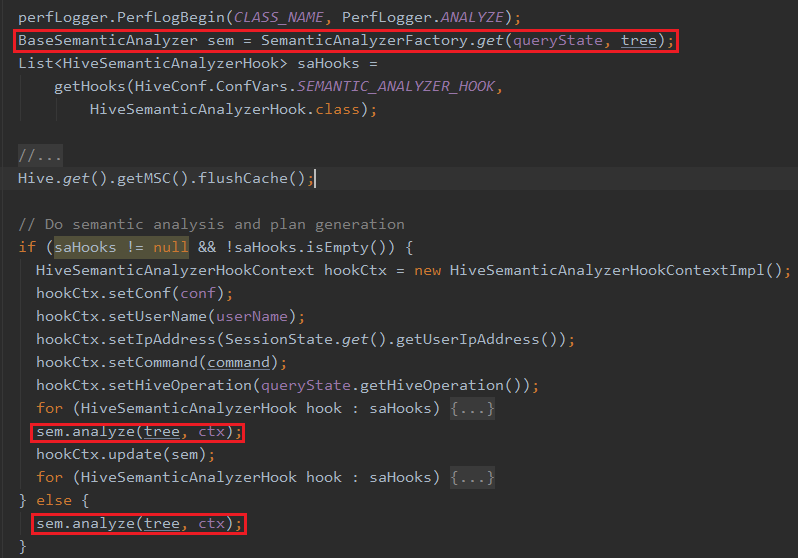 perfLogger.PerfLogBegin(CLASS_NAME, PerfLogger.ANALYZE);
BaseSemanticAnalyzer sem = SemanticAnalyzerFactory.get(queryState, tree);
List<HiveSemanticAnalyzerHook> saHooks =
    getHooks(HiveConf.ConfVars.SEMANTIC_ANALYZER_HOOK,
        HiveSemanticAnalyzerHook.class);
//...
Hive.get().getMSC().flushCache();
// Do semantic analysis and plan generation
if (saHooks != null && !saHooks.isEmpty()) {
  HiveSemanticAnalyzerHookContext hookCtx = new HiveSemanticAnalyzerHookContextImpl();
  hookCtx.setConf(conf);
  hookCtx.setUserName(userName);
  hookCtx.setIpAddress(SessionState.get().getUserIpAddress());
  hookCtx.setCommand(command);
  hookCtx.setHiveOperation(queryState.getHiveOperation());
  for (HiveSemanticAnalyzerHook hook : saHooks) {...}
  sem.analyze(tree, ctx);
  hookCtx.update(sem);
  for (HiveSemanticAnalyzerHook hook : saHooks) {...}
} else {
  sem.analyze(tree, ctx);
}